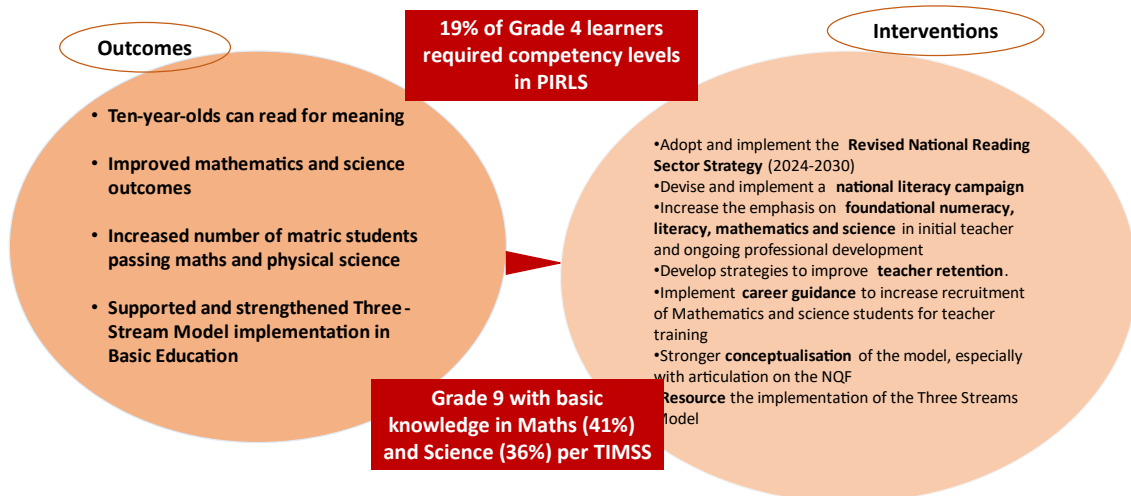 Outcomes
• Ten-year-olds can read for meaning
• Improved mathematics and science
outcomes
• Increased number of matric students
passing maths and physical science
• Supported and strengthened Three-
Stream Model implementation in
Basic Education
19% of Grade 4 learners
required competency levels
in PIRLS
Grade 9 with basic
knowledge in Maths (41%)
and Science (36%) per TIMSS
Interventions
•Adopt and implement the Revised National Reading
Sector Strategy (2024-2030)
•Devise and implement a national literacy campaign
•Increase the emphasis on foundational numeracy,
literacy, mathematics and science in initial teacher
and ongoing professional development
•Develop strategies to improve teacher retention.
•Implement career guidance to increase recruitment
of Mathematics and science students for teacher
training
•Stronger conceptualisation of the model, especially
with articulation on the NQF
Resource the implementation of the Three Streams
Model